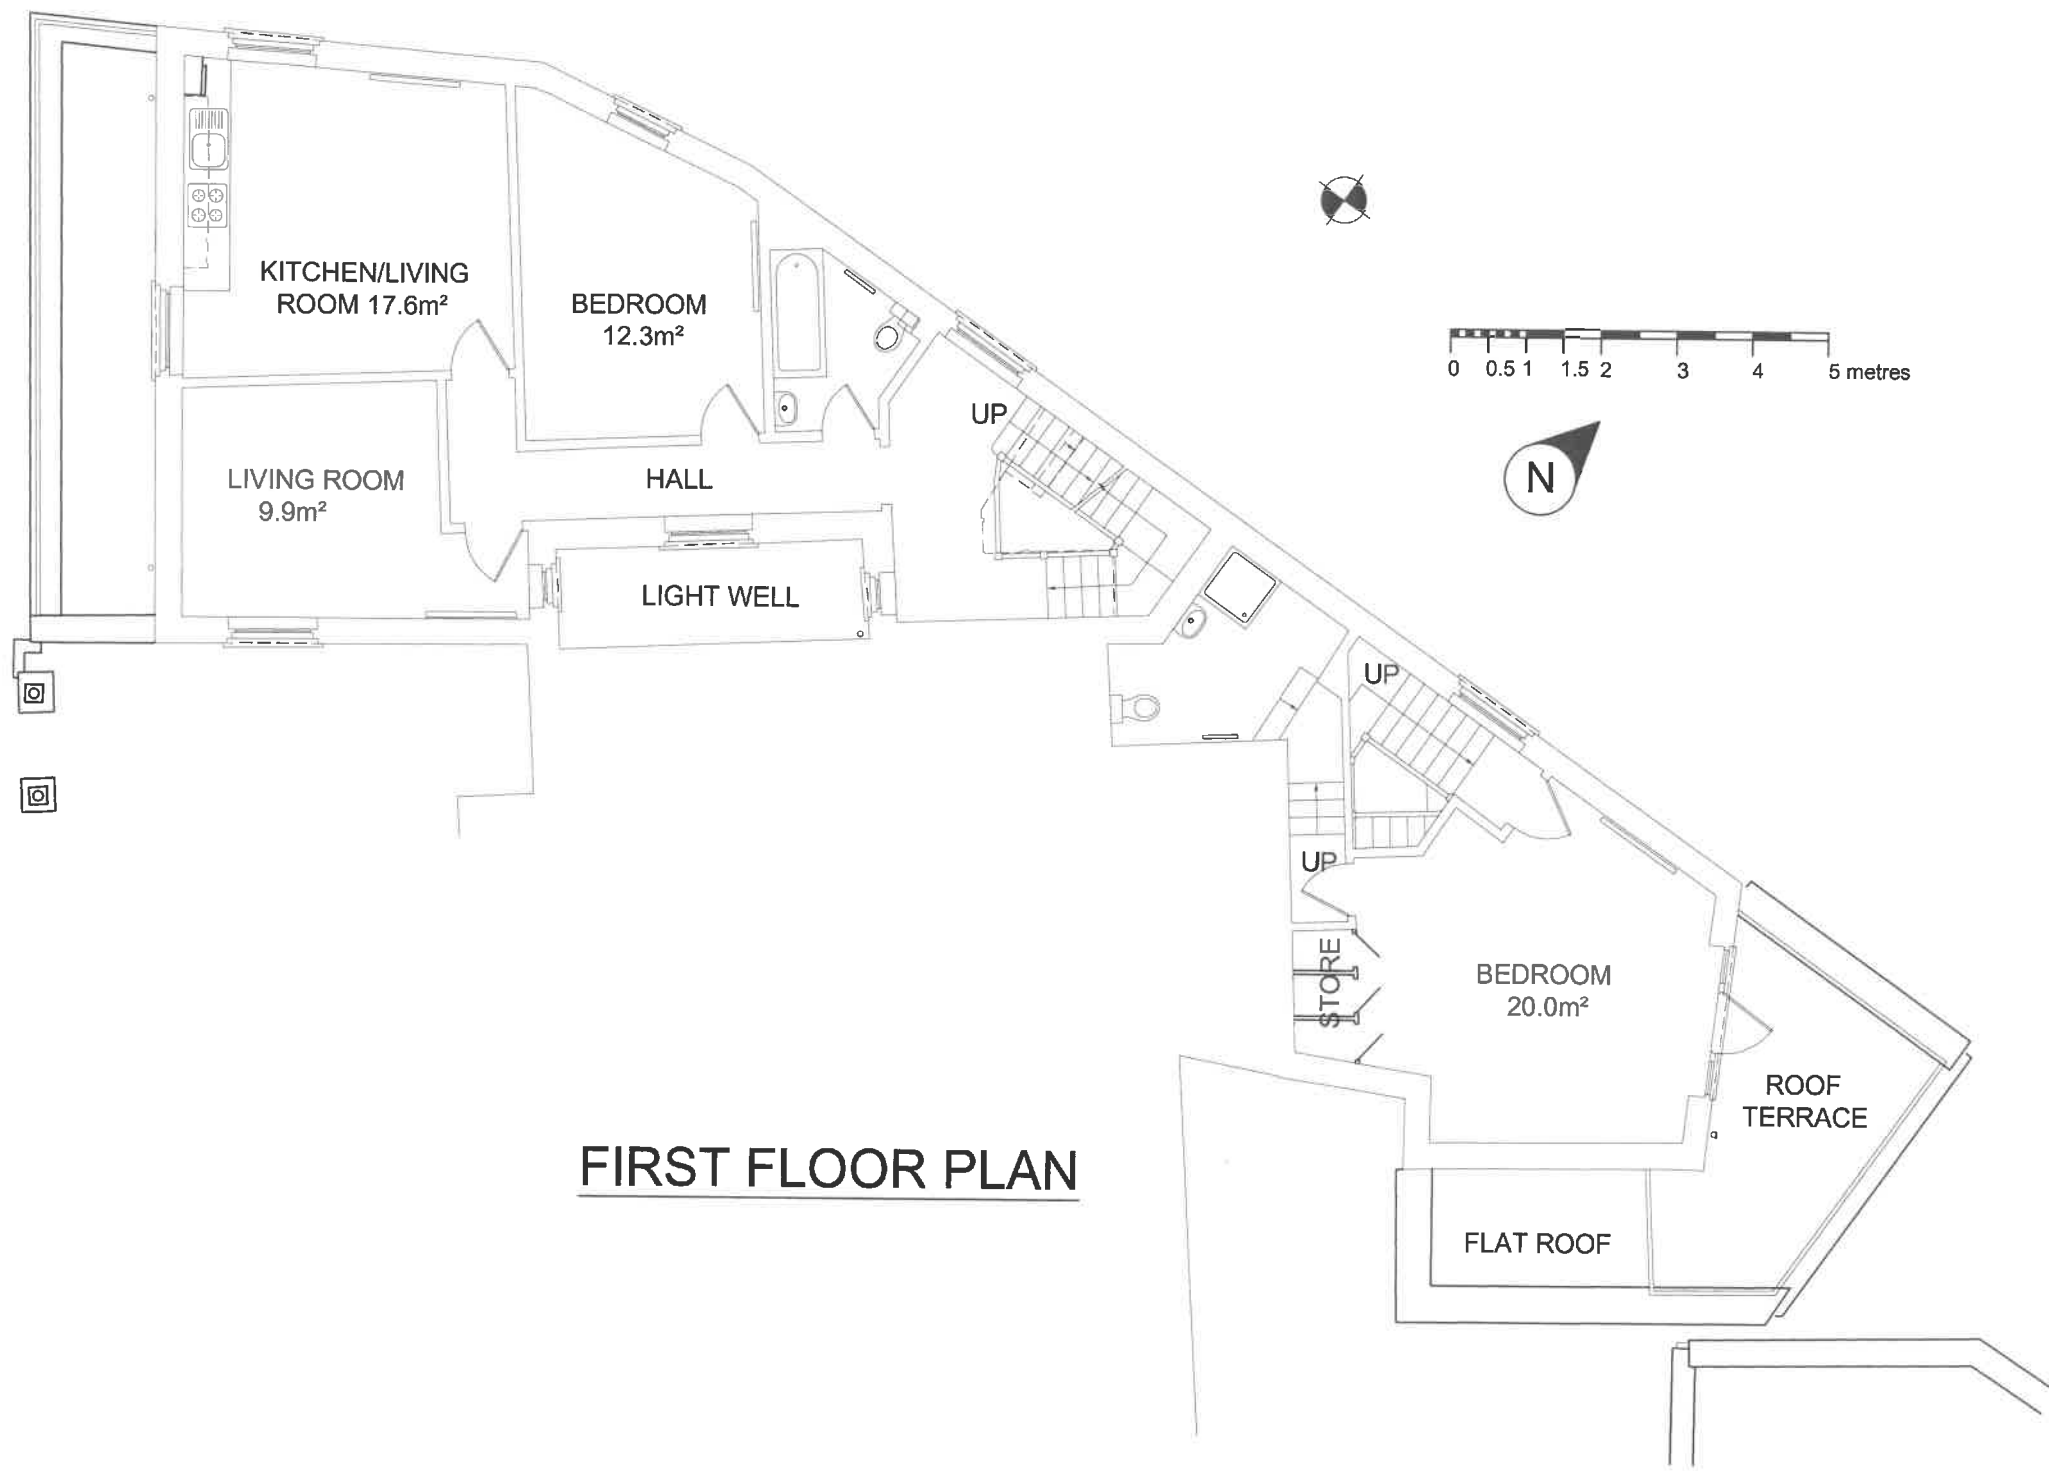 KITCHEN/LIVING
ROOM 17.6m²
BEDROOM
12.3m²
0 0.5 1 1.5 2 3 4 5 metres
UP
LIVING ROOM
9.9m²
HALL
N
LIGHT WELL
UP
UP
STORE
BEDROOM
20.0m²
ROOF
TERRACE
FIRST FLOOR PLAN
FLAT ROOF